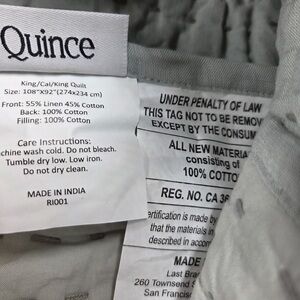 Quince
King/Cal/King Quilt
Size: 108"X92"(274x234 cm)
Front: 55% Linen 45% Cotton
Back: 100% Cotton
Filling: 100% Cotton
Care Instructions:
chine wash cold. Do not bleach.
Tumble dry low. Low iron.
Do not dry clean.
MADE IN INDIA
RI001
UNDER PENALTY OF LAW
THIS TAG NOT TO BE REMOV
EXCEPT BY THE CONSUM
ALL NEW MATERIA
consisting of
100% COTTO
REG. NO. CA 36
ertification is made by
that the materials in
described in accor
MADE
Last Bra
260 Townsend S
San Francisc